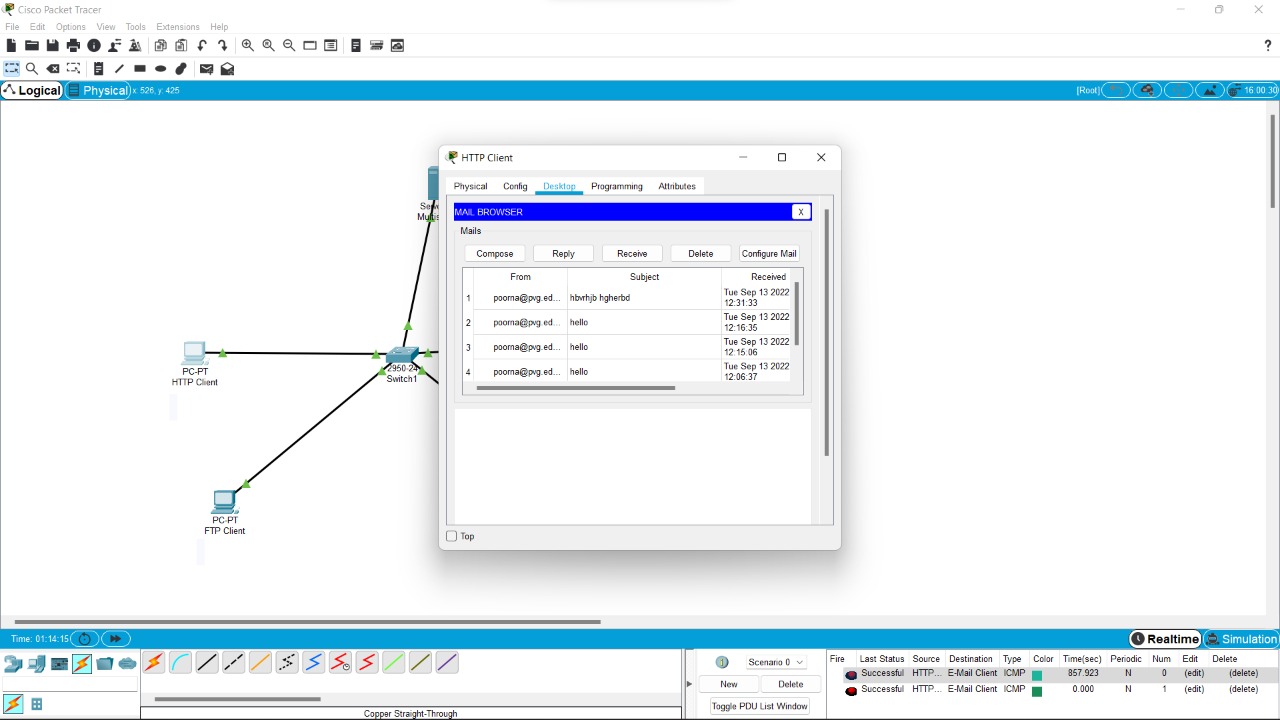 Cisco Packet Tracer
File Edit Options View Tools Extensions Help
?
Logical Physical x: 526, y: 425 [Root] 16:00:30
HTTP Client
Physical Config Desktop Programming Attributes
MAIL BROWSER X
Mails
Compose Reply Receive Delete Configure Mail
From Subject Received
1 poorna@pvg.ed... hbvrhjb hgherbd Tue Sep 13 2022
12:31:33
2 poorna@pvg.ed... hello Tue Sep 13 2022
12:16:35
3 poorna@pvg.ed... hello Tue Sep 13 2022
12:15:06
4 poorna@pvg.ed... hello Tue Sep 13 2022
12:06:37
Top
PC-PT
HTTP Client
2950-24
Switch1
PC-PT
FTP Client
Time: 01:14:15 Realtime Simulation
Scenario 0
New Delete
Toggle PDU List Window
Fire Last Status Source Destination Type Color Time(sec) Periodic Num Edit Delete
Successful HTTP... E-Mail Client ICMP 857.923 N 0 (edit) (delete)
Successful HTTP... E-Mail Client ICMP 0.000 N 1 (edit) (delete)
Copper Straight-Through